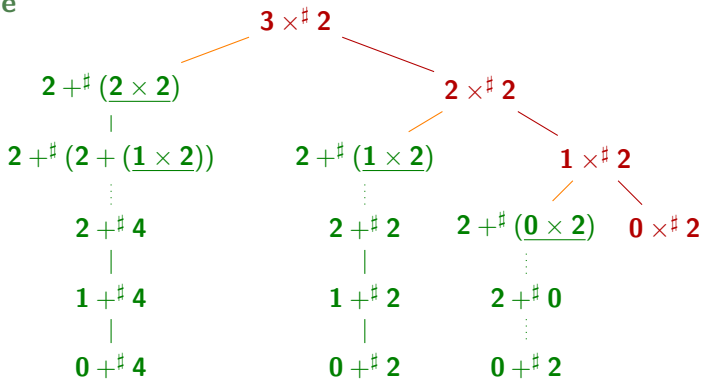 e
3 ×♯ 2
2 +♯ (2 × 2) 2 ×♯ 2
2 +♯ (2 + (1 × 2)) 2 +♯ (1 × 2) 1 ×♯ 2
2 +♯ 4 2 +♯ 2 2 +♯ (0 × 2) 0 ×♯ 2
1 +♯ 4 1 +♯ 2 2 +♯ 0
0 +♯ 4 0 +♯ 2 0 +♯ 2